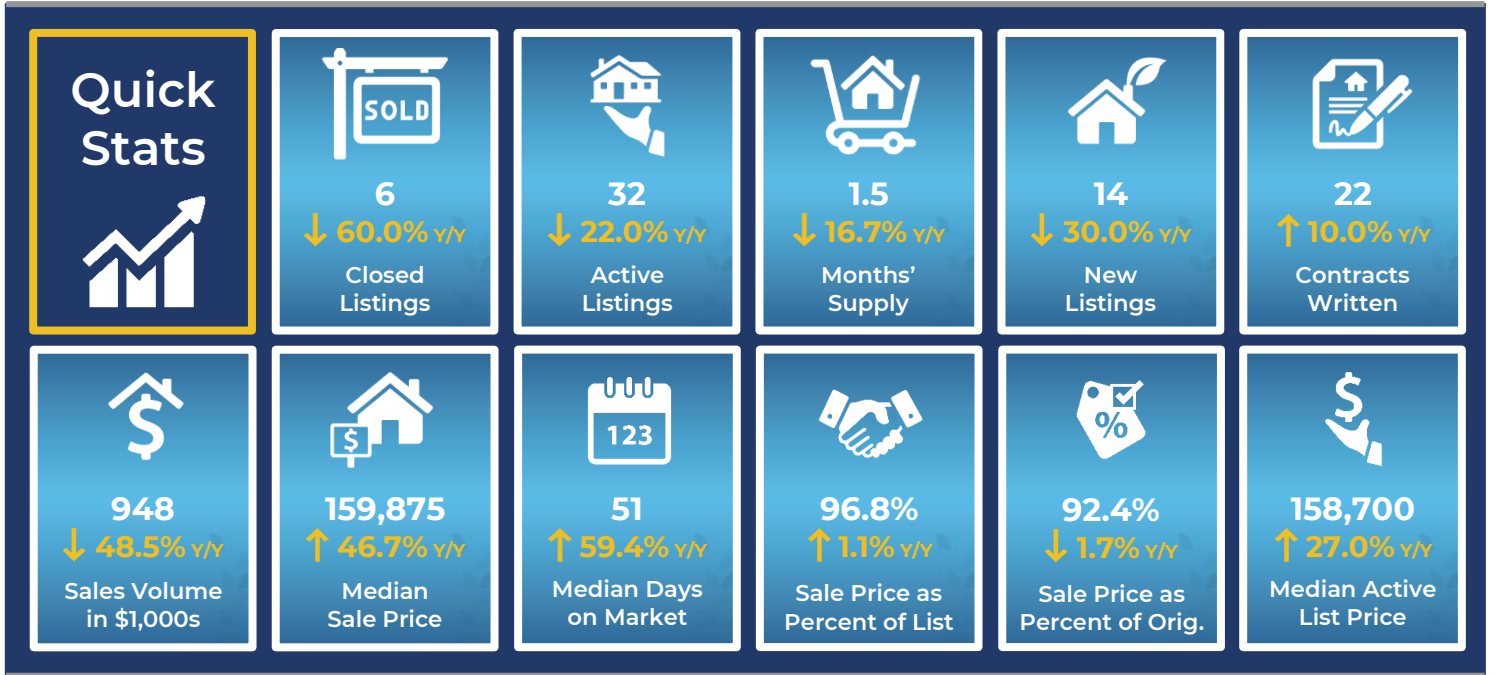 Quick
Stats
SOLD
6
↓ 60.0% Y/Y
Closed
Listings
32
↓ 22.0% Y/Y
Active
Listings
1.5
↓ 16.7% Y/Y
Months’
Supply
14
↓ 30.0% Y/Y
New
Listings
22
↑ 10.0% Y/Y
Contracts
Written
$
948
↓ 48.5% Y/Y
Sales Volume
in $1,000s
$
159,875
↑ 46.7% Y/Y
Median
Sale Price
123
51
↑ 59.4% Y/Y
Median Days
on Market
96.8%
↑ 1.1% Y/Y
Sale Price as
Percent of List
%
92.4%
↓ 1.7% Y/Y
Sale Price as
Percent of Orig.
$
158,700
↑ 27.0% Y/Y
Median Active
List Price